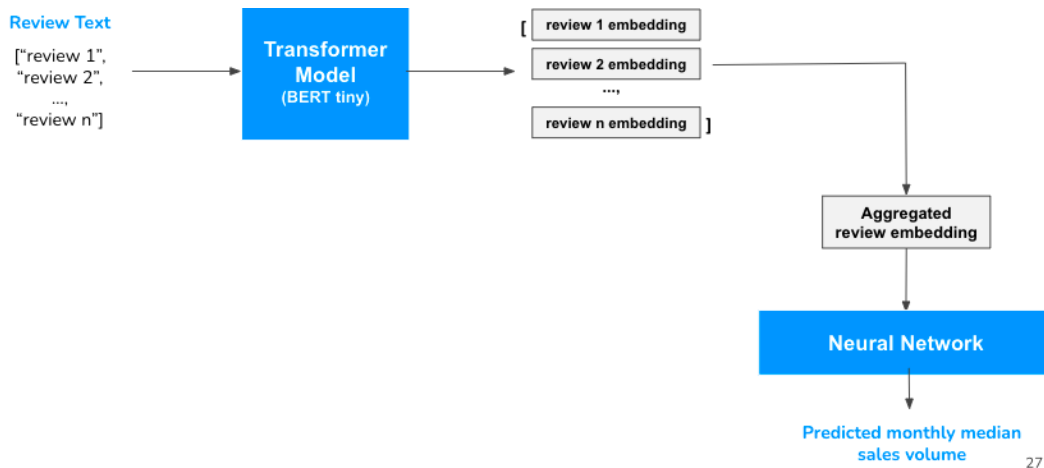 Review Text
[“review 1”,
“review 2”,
...,
“review n”]
Transformer
Model
(BERT tiny)
[ review 1 embedding
review 2 embedding
...,
review n embedding ]
Aggregated
review embedding
Neural Network
Predicted monthly median
sales volume
27